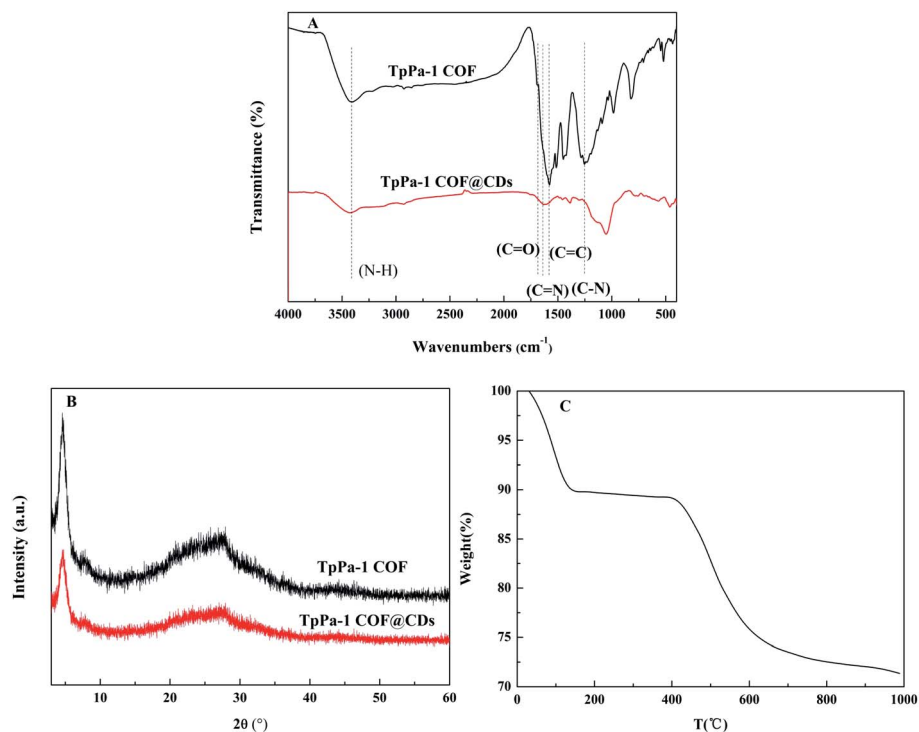 A
TpPa-1 COF
TpPa-1 COF@CDs
(C=O)
(C=C)
(N-H)
(C=N)
(C-N)
Transmittance (%)
4000 3500 3000 2500 2000 1500 1000 500
Wavenumbers (cm⁻¹)
B
TpPa-1 COF
TpPa-1 COF@CDs
Intensity (a.u.)
10 20 30 40 50 60
2θ (°)
C
100
95
90
85
80
75
70
Weight(%)
0 200 400 600 800 1000
T(℃)